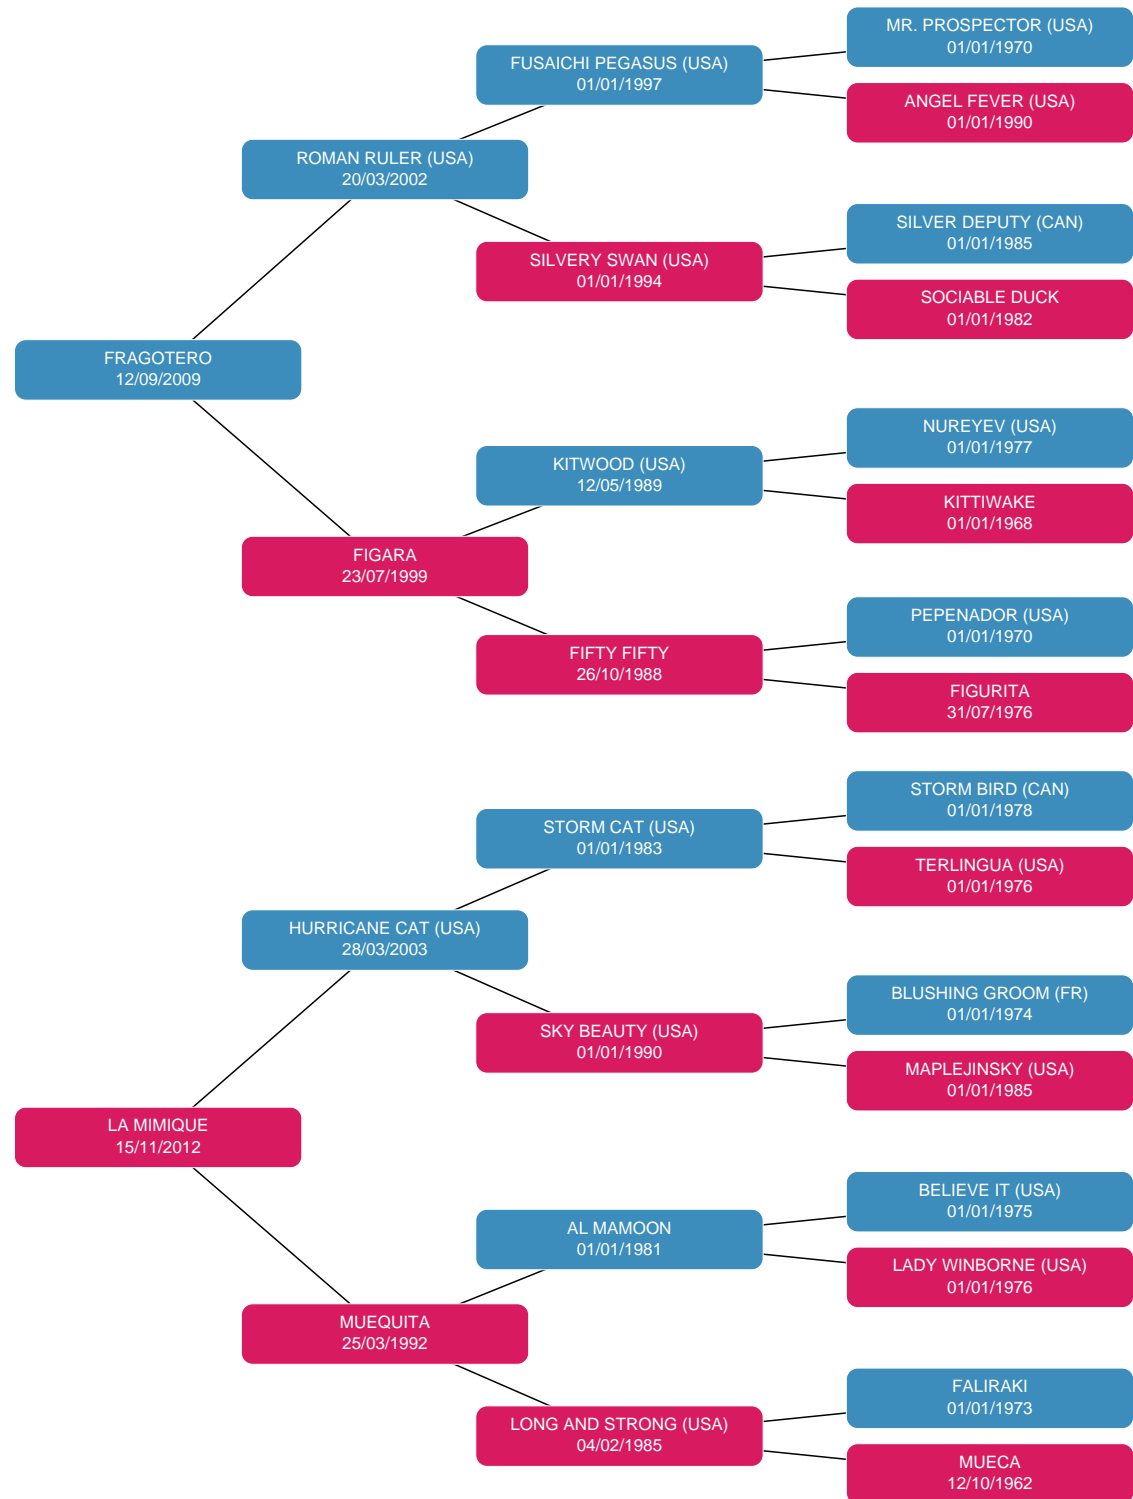 MR. PROSPECTOR (USA)
01/01/1970
FUSAICHI PEGASUS (USA)
01/01/1997
ANGEL FEVER (USA)
01/01/1990
ROMAN RULER (USA)
20/03/2002
SILVER DEPUTY (CAN)
01/01/1985
SILVERY SWAN (USA)
01/01/1994
SOCIABLE DUCK
01/01/1982
FRAGOTERO
12/09/2009
NUREYEV (USA)
01/01/1977
KITWOOD (USA)
12/05/1989
KITTIWAKE
01/01/1968
FIGARA
23/07/1999
PEPENADOR (USA)
01/01/1970
FIFTY FIFTY
26/10/1988
FIGURITA
31/07/1976
STORM BIRD (CAN)
01/01/1978
STORM CAT (USA)
01/01/1983
TERLINGUA (USA)
01/01/1976
HURRICANE CAT (USA)
28/03/2003
BLUSHING GROOM (FR)
01/01/1974
SKY BEAUTY (USA)
01/01/1990
MAPLEJINSKY (USA)
01/01/1985
LA MIMIQUE
15/11/2012
BELIEVE IT (USA)
01/01/1975
AL MAMOON
01/01/1981
LADY WINBORNE (USA)
01/01/1976
MUEQUITA
25/03/1992
FALIRAKI
01/01/1973
LONG AND STRONG (USA)
04/02/1985
MUECA
12/10/1962